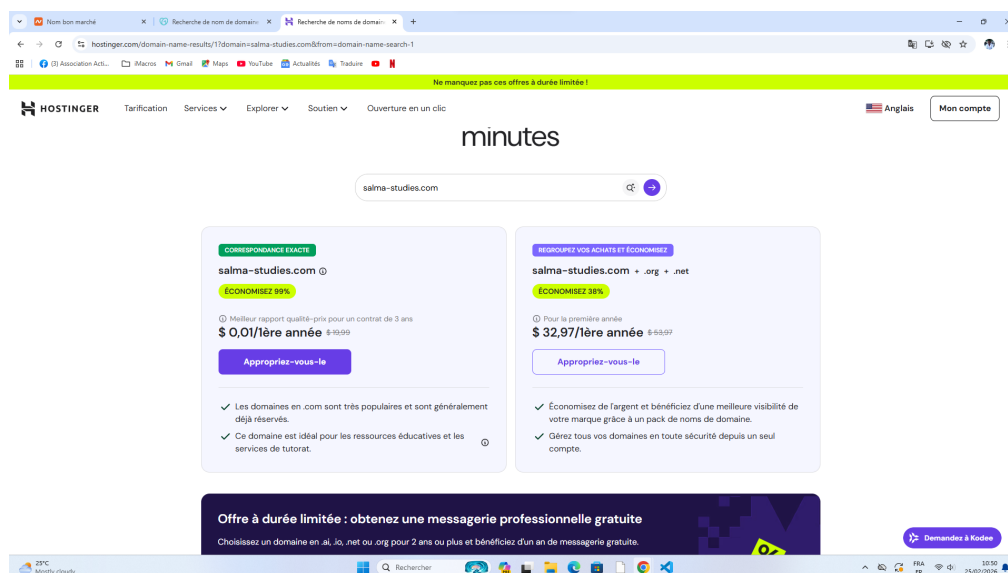 Nom bon marché
Recherche de nom de domaine
Recherche de noms de domain
hostinger.com/domain-name-results/1?domain=salma-studies.com&from=domain-name-search-1
(3) Association Acti...
iMacros
Gmail
Maps
YouTube
Actualités
Traduire
Ne manquez pas ces offres à durée limitée !
HOSTINGER
Tarification
Services
Explorer
Soutien
Ouverture en un clic
Anglais
Mon compte
minutes
salma-studies.com
CORRESPONDANCE EXACTE
salma-studies.com
ÉCONOMISEZ 99%
Meilleur rapport qualité-prix pour un contrat de 3 ans
$ 0,01/1ère année $ 19,99
Appropriez-vous-le
Les domaines en .com sont très populaires et sont généralement
déjà réservés.
Ce domaine est idéal pour les ressources éducatives et les
services de tutorat.
REGROUPEZ VOS ACHATS ET ÉCONOMISEZ
salma-studies.com + .org + .net
ÉCONOMISEZ 38%
Pour la première année
$ 32,97/1ère année $ 53,97
Appropriez-vous-le
Économisez de l'argent et bénéficiez d'une meilleure visibilité de
votre marque grâce à un pack de noms de domaine.
Gérez tous vos domaines en toute sécurité depuis un seul
compte.
Offre à durée limitée : obtenez une messagerie professionnelle gratuite
Choisissez un domaine en .ai, .io, .net ou .org pour 2 ans ou plus et bénéficiez d'un an de messagerie gratuite.
%
Demandez à Kodee
25°C
Mostly cloudy
Rechercher
FRA
FR
10:50
25/02/2026